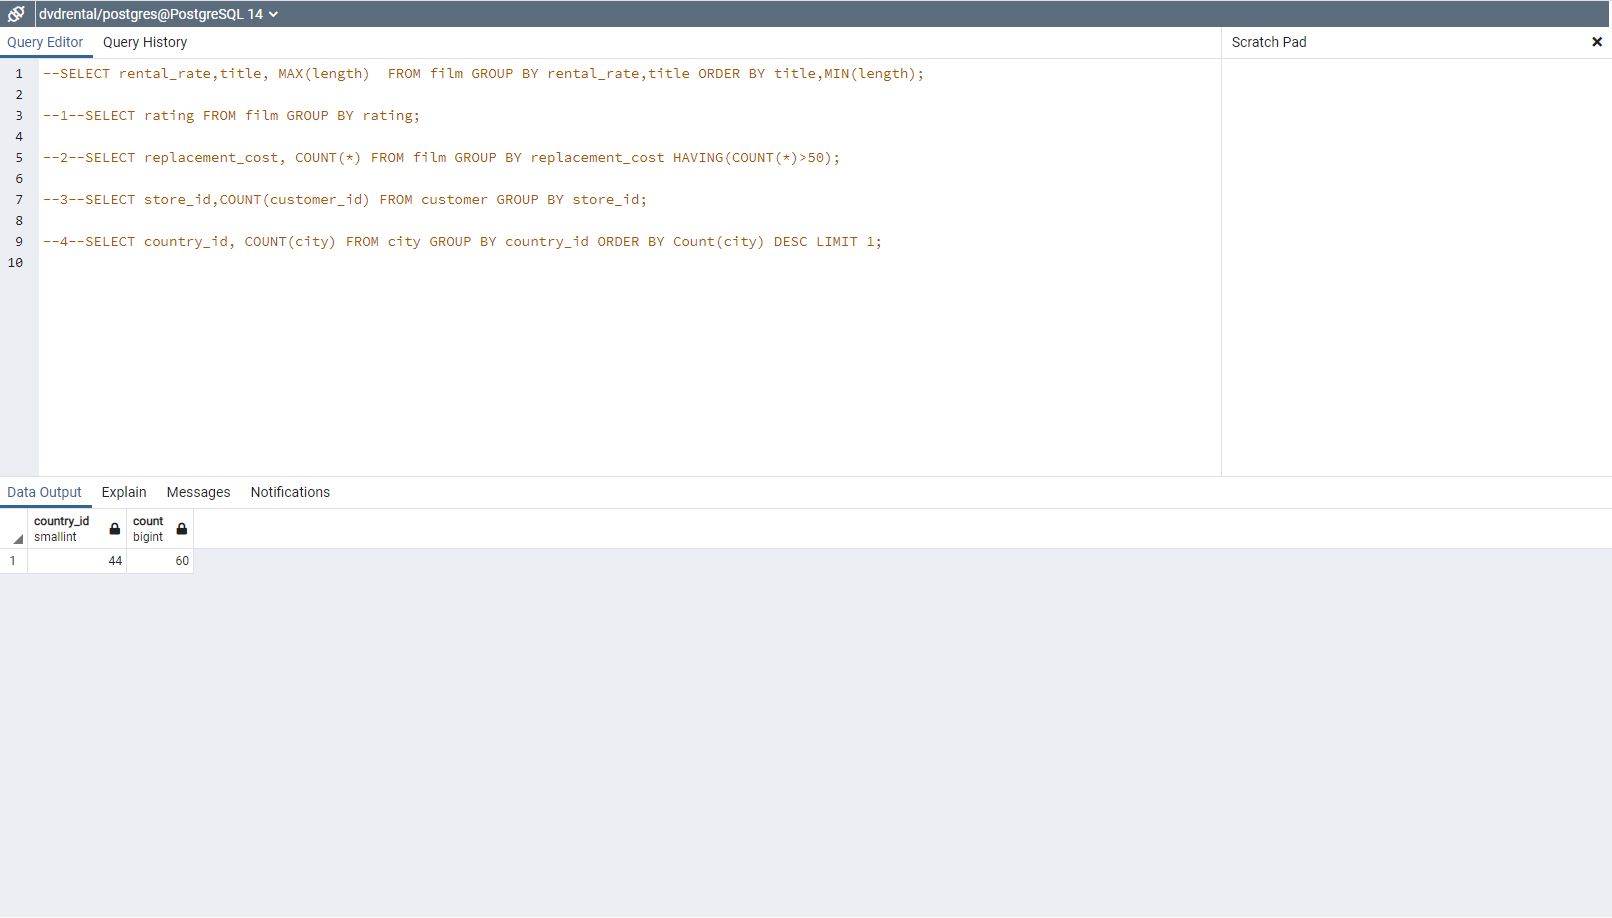 dvdrental/postgres@PostgreSQL 14
Query Editor Query History Scratch Pad
1 --SELECT rental_rate,title, MAX(length)  FROM film GROUP BY rental_rate,title ORDER BY title,MIN(length);
2
3 --1--SELECT rating FROM film GROUP BY rating;
4
5 --2--SELECT replacement_cost, COUNT(*) FROM film GROUP BY replacement_cost HAVING(COUNT(*)>50);
6
7 --3--SELECT store_id,COUNT(customer_id) FROM customer GROUP BY store_id;
8
9 --4--SELECT country_id, COUNT(city) FROM city GROUP BY country_id ORDER BY Count(city) DESC LIMIT 1;
10
Data Output Explain Messages Notifications
country_id count
smallint bigint
1 44 60